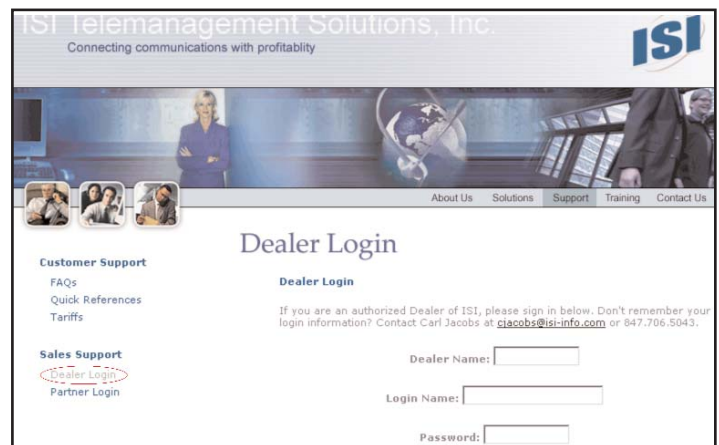 ISI Telemanagement Solutions, Inc.
Connecting communications with profitablity
ISI
About Us Solutions Support Training Contact Us
Dealer Login
Customer Support
FAQs
Quick References
Tariffs
Sales Support
Dealer Login
Partner Login
Dealer Login
If you are an authorized Dealer of ISI, please sign in below. Don't remember your
login information? Contact Carl Jacobs at cjacobs@isi-info.com or 847.706.5043.
Dealer Name:
Login Name:
Password: